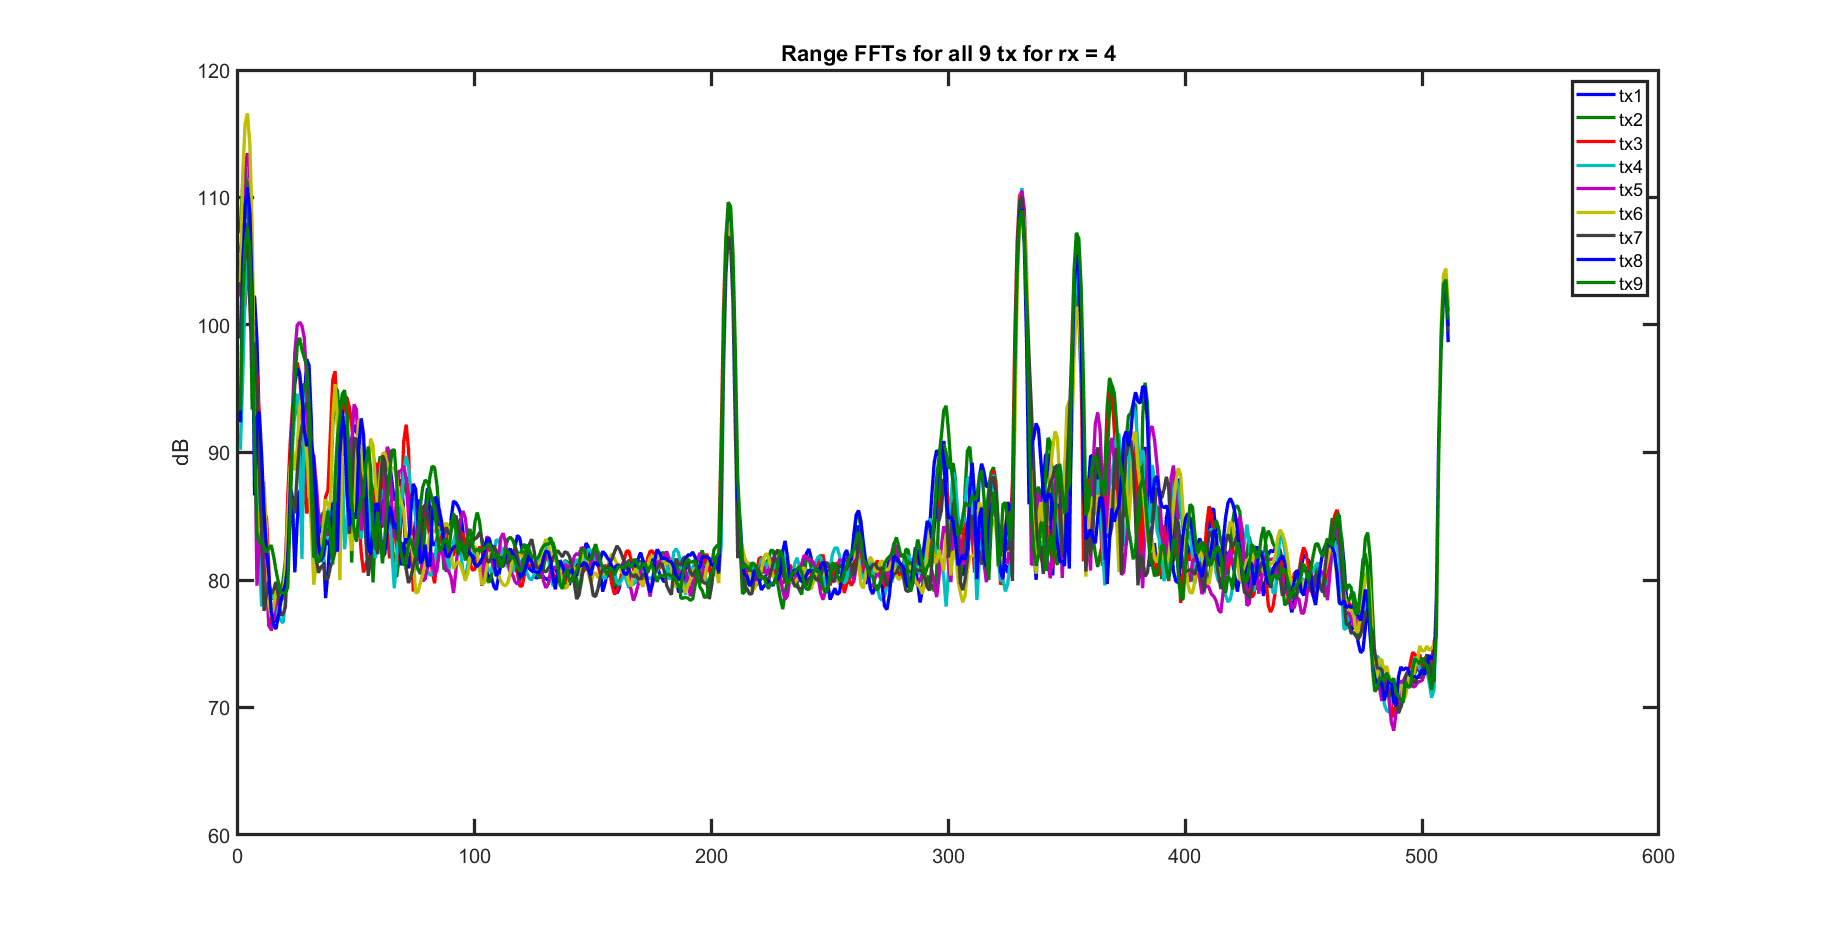 Range FFTs for all 9 tx for rx = 4
120
110
100
90
80
70
60
dB
0 100 200 300 400 500 600
tx1
tx2
tx3
tx4
tx5
tx6
tx7
tx8
tx9